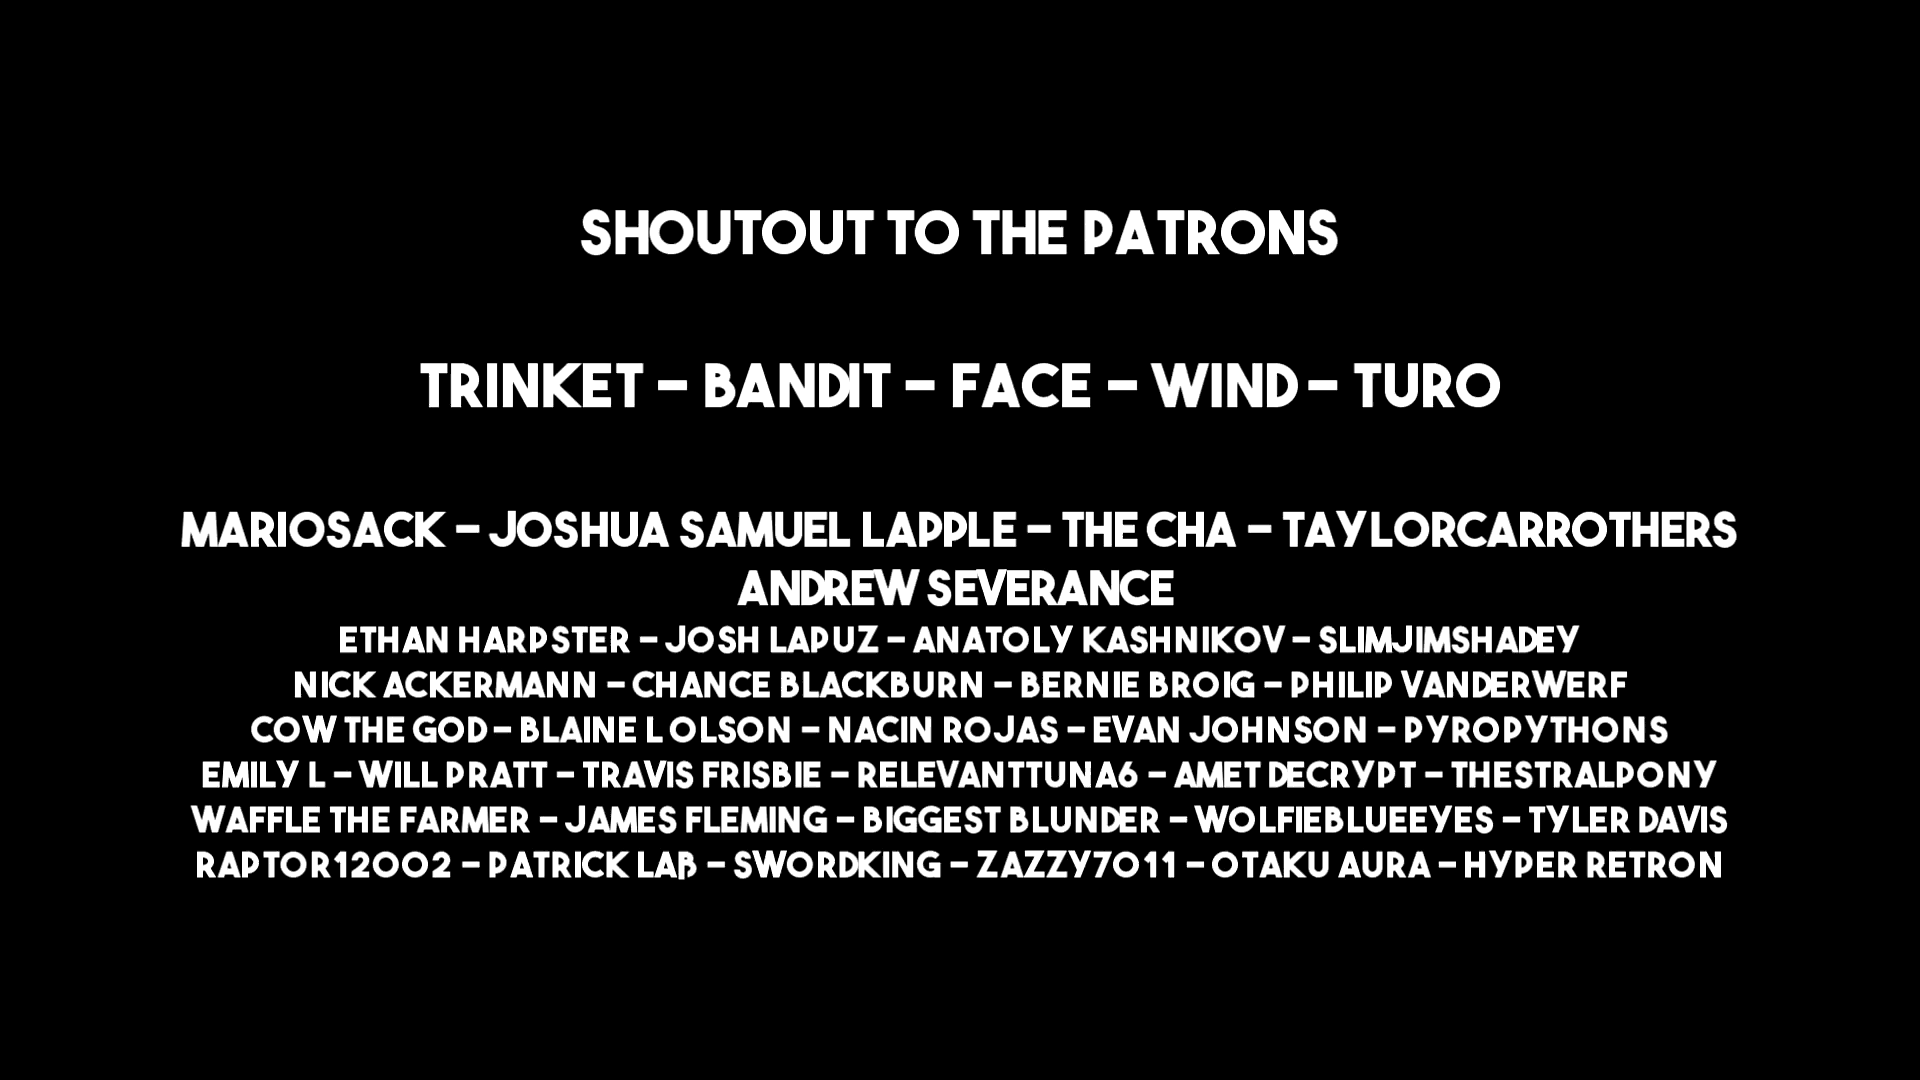 SHOUTOUT TO THE PATRONS
TRINKET - BANDIT - FACE - WIND - TURO
MARIOSACK - JOSHUA SAMUEL LAPPLE - THE CHA - TAYLORCARROTHERS
ANDREW SEVERANCE
ETHAN HARPSTER - JOSH LAPUZ - ANATOLY KASHNIKOV - SLIMJIMSHADEY
NICK ACKERMANN - CHANCE BLACKBURN - BERNIE BROIG - PHILIP VANDERWERF
COW THE GOD - BLAINE L OLSON - NACIN ROJAS - EVAN JOHNSON - PYROPYTHONS
EMILY L - WILL PRATT - TRAVIS FRISBIE - RELEVANTTUNA6 - AMET DECRYPT - THESTRALPONY
WAFFLE THE FARMER - JAMES FLEMING - BIGGEST BLUNDER - WOLFIEBLUEEYES - TYLER DAVIS
RAPTOR12002 - PATRICK LAß - SWORDKING - ZAZZY7011 - OTAKU AURA - HYPER RETRON